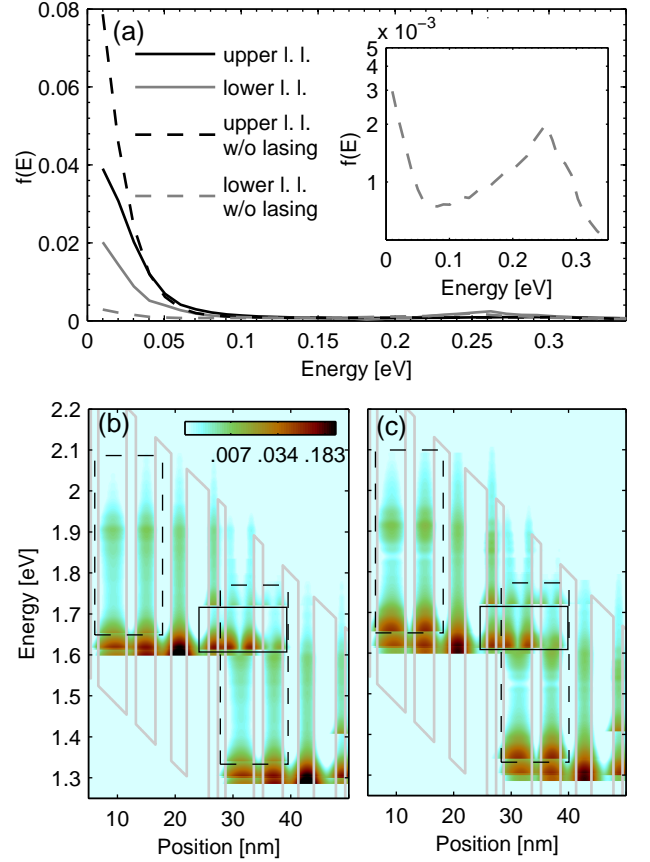 (a)
0.08
0.06
0.04
0.02
0
f(E)
upper l. l.
lower l. l.
upper l. l.
w/o lasing
lower l. l.
w/o lasing
x 10⁻³
5
4
3
2
1
f(E)
0 0.1 0.2 0.3
Energy [eV]
0 0.05 0.1 0.15 0.2 0.25 0.3
Energy [eV]
(b)
(c)
.007 .034 .183
2.2
2.1
2
1.9
1.8
1.7
1.6
1.5
1.4
1.3
Energy [eV]
10 20 30 40
Position [nm]
10 20 30 40
Position [nm]